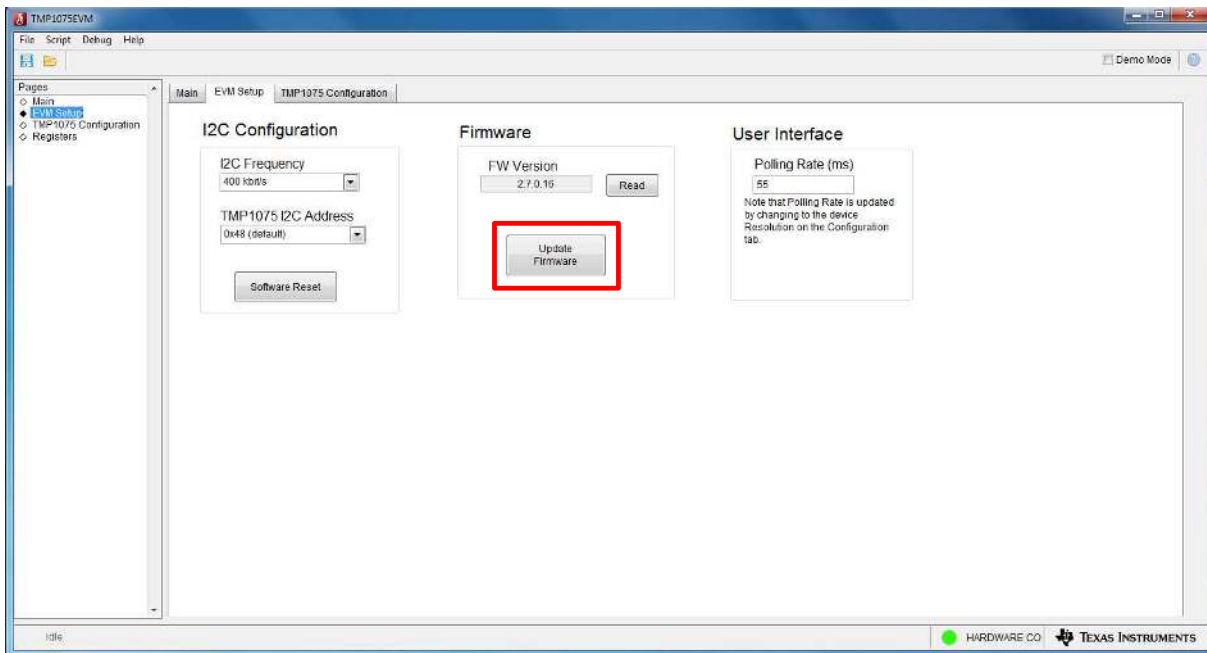 TMP1075EVM
File Script Debug Help
Demo Mode
Pages
Main
EVM Setup
TMP1075 Configuration
Registers
Main EVM Setup TMP1075 Configuration
I2C Configuration
I2C Frequency
400 kbit/s
TMP1075 I2C Address
0x48 (default)
Software Reset
Firmware
FW Version
2.7.0.16 Read
Update
Firmware
User Interface
Polling Rate (ms)
55
Note that Polling Rate is updated
by changing to the device
Resolution on the Configuration
tab.
Idle
HARDWARE CO
TEXAS INSTRUMENTS